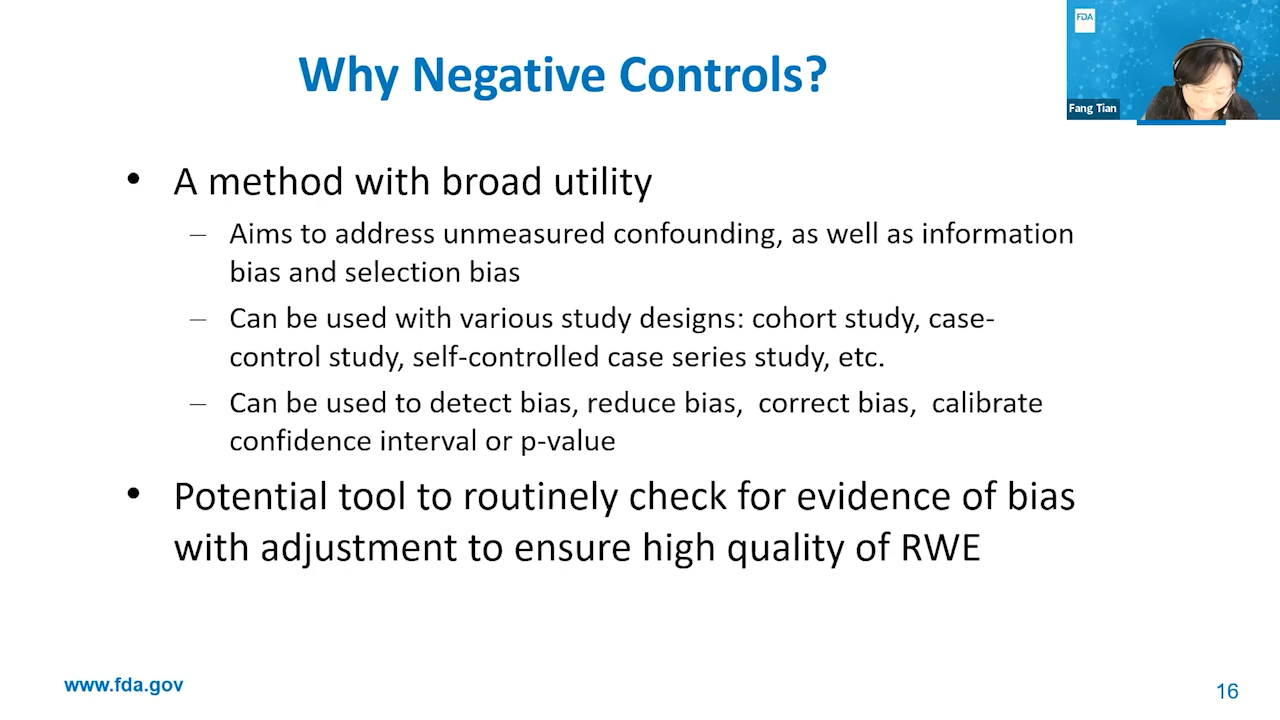 Why Negative Controls?
FDA
Fang Tian
• A method with broad utility
– Aims to address unmeasured confounding, as well as information
bias and selection bias
– Can be used with various study designs: cohort study, case-
control study, self-controlled case series study, etc.
– Can be used to detect bias, reduce bias,  correct bias,  calibrate
confidence interval or p-value
• Potential tool to routinely check for evidence of bias
with adjustment to ensure high quality of RWE
www.fda.gov
16